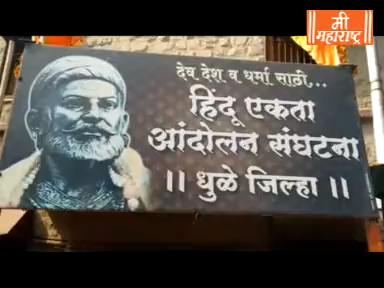 मी
महाराष्ट्र
देव देश व धर्मा साठी...
हिंदू एकता
आंदोलन संघटना
।। धुळे जिल्हा ।।